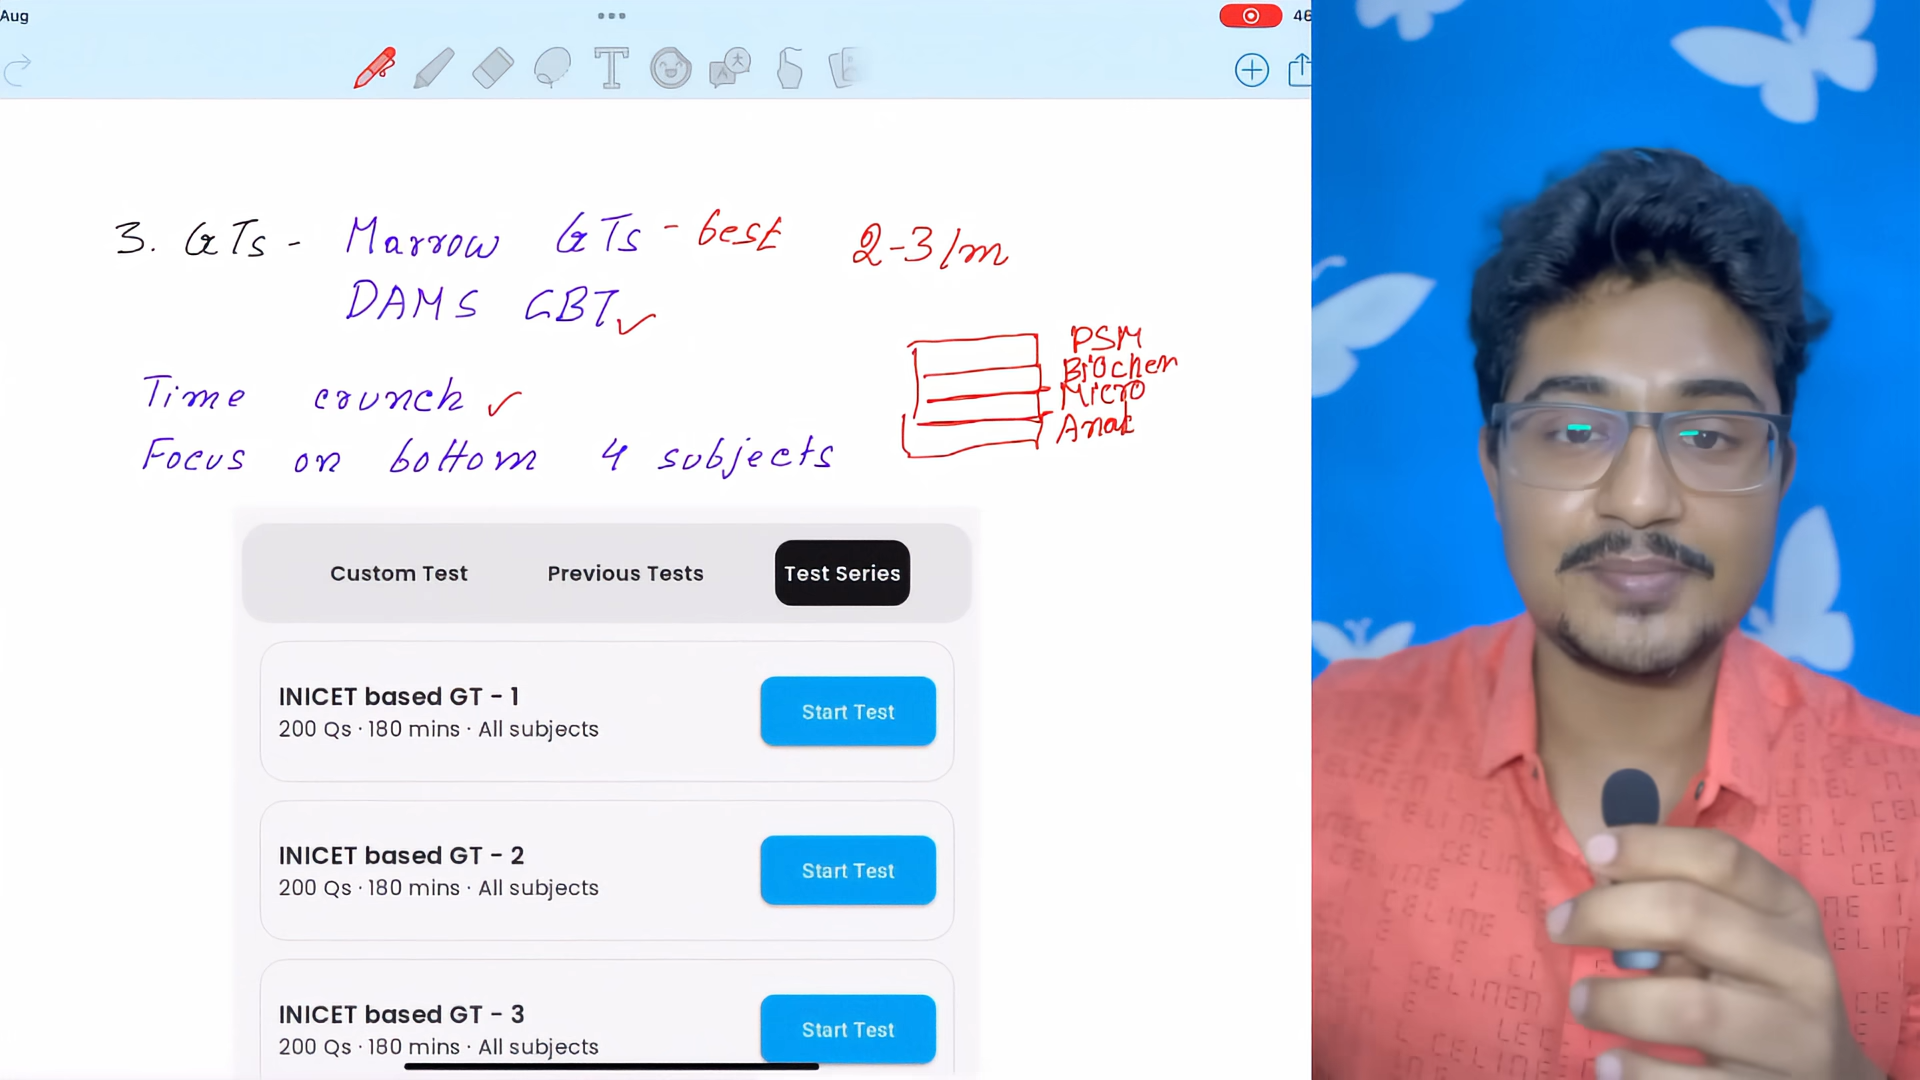 Aug
46
3. GTs - Marrow GTs - best 2-3/m
DAMS CBT ✓
Time crunch ✓
Focus on bottom 4 subjects
PSM
Biochem
Micro
Anat
Custom Test Previous Tests Test Series
INICET based GT - 1
200 Qs · 180 mins · All subjects
Start Test
INICET based GT - 2
200 Qs · 180 mins · All subjects
Start Test
INICET based GT - 3
200 Qs · 180 mins · All subjects
Start Test
CELINE